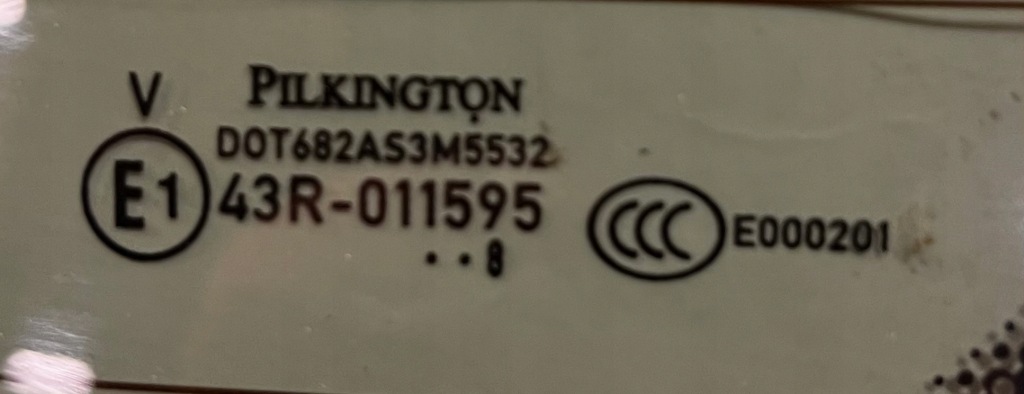 V PILKINGTON
DOT682AS3M5532
E1 43R-011595
··8
CCC E000201